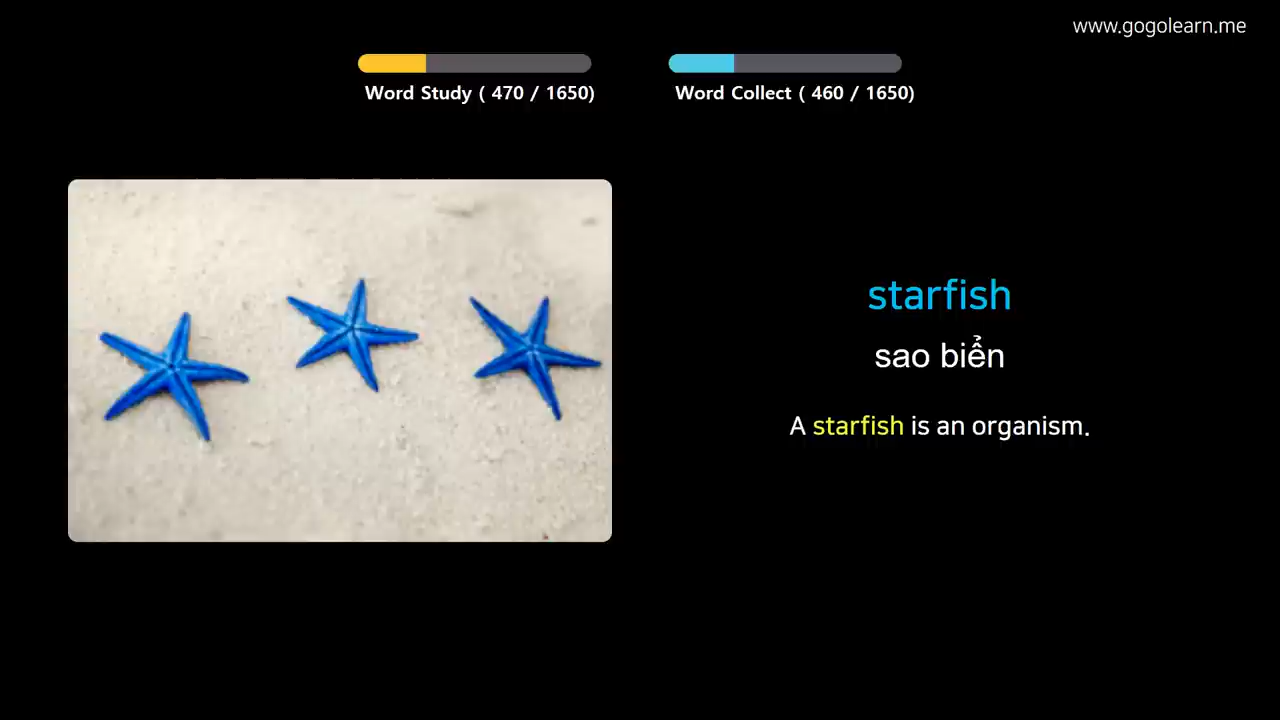 www.gogolearn.me
Word Study ( 470 / 1650)
Word Collect ( 460 / 1650)
starfish
sao biển
A starfish is an organism.